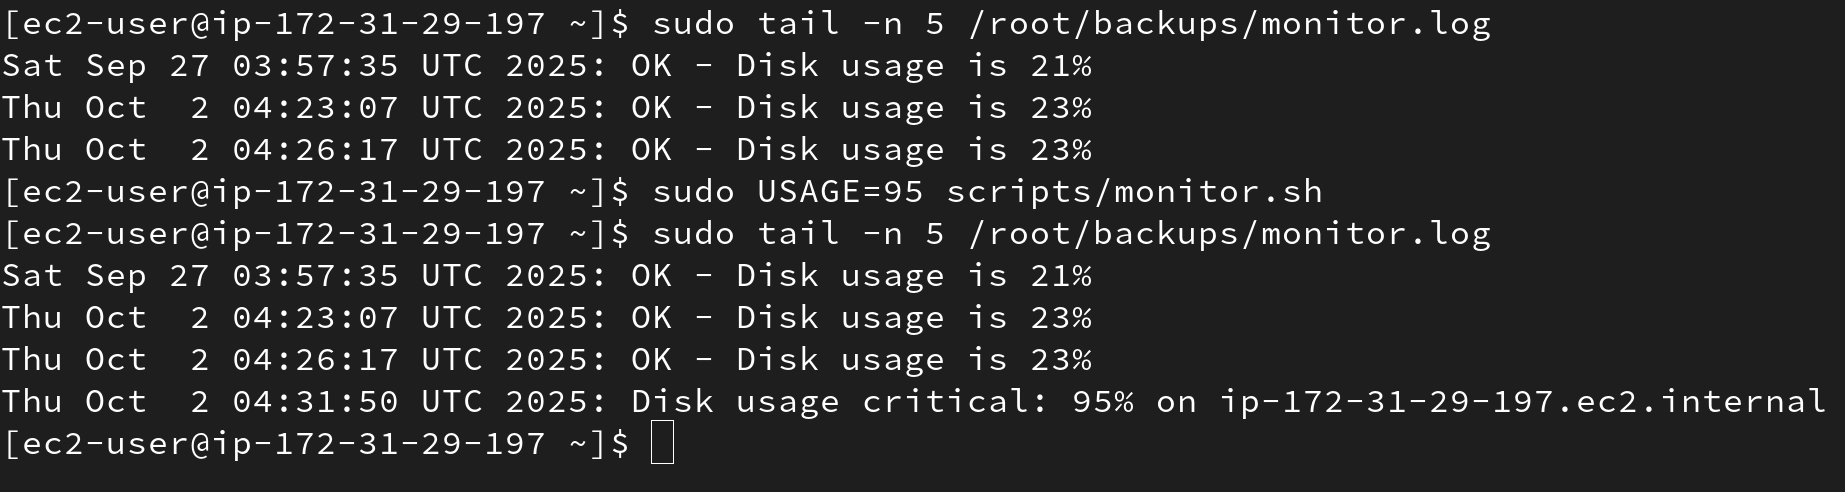 [ec2-user@ip-172-31-29-197 ~]$ sudo tail -n 5 /root/backups/monitor.log
Sat Sep 27 03:57:35 UTC 2025: OK - Disk usage is 21%
Thu Oct  2 04:23:07 UTC 2025: OK - Disk usage is 23%
Thu Oct  2 04:26:17 UTC 2025: OK - Disk usage is 23%
[ec2-user@ip-172-31-29-197 ~]$ sudo USAGE=95 scripts/monitor.sh
[ec2-user@ip-172-31-29-197 ~]$ sudo tail -n 5 /root/backups/monitor.log
Sat Sep 27 03:57:35 UTC 2025: OK - Disk usage is 21%
Thu Oct  2 04:23:07 UTC 2025: OK - Disk usage is 23%
Thu Oct  2 04:26:17 UTC 2025: OK - Disk usage is 23%
Thu Oct  2 04:31:50 UTC 2025: Disk usage critical: 95% on ip-172-31-29-197.ec2.internal
[ec2-user@ip-172-31-29-197 ~]$